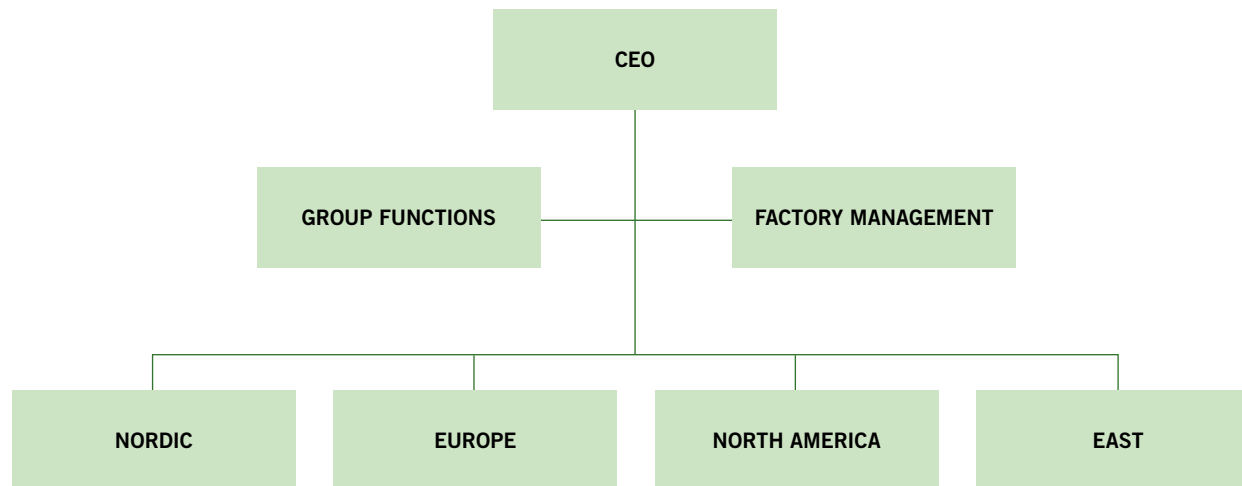 CEO
GROUP FUNCTIONS
FACTORY MANAGEMENT
NORDIC
EUROPE
NORTH AMERICA
EAST